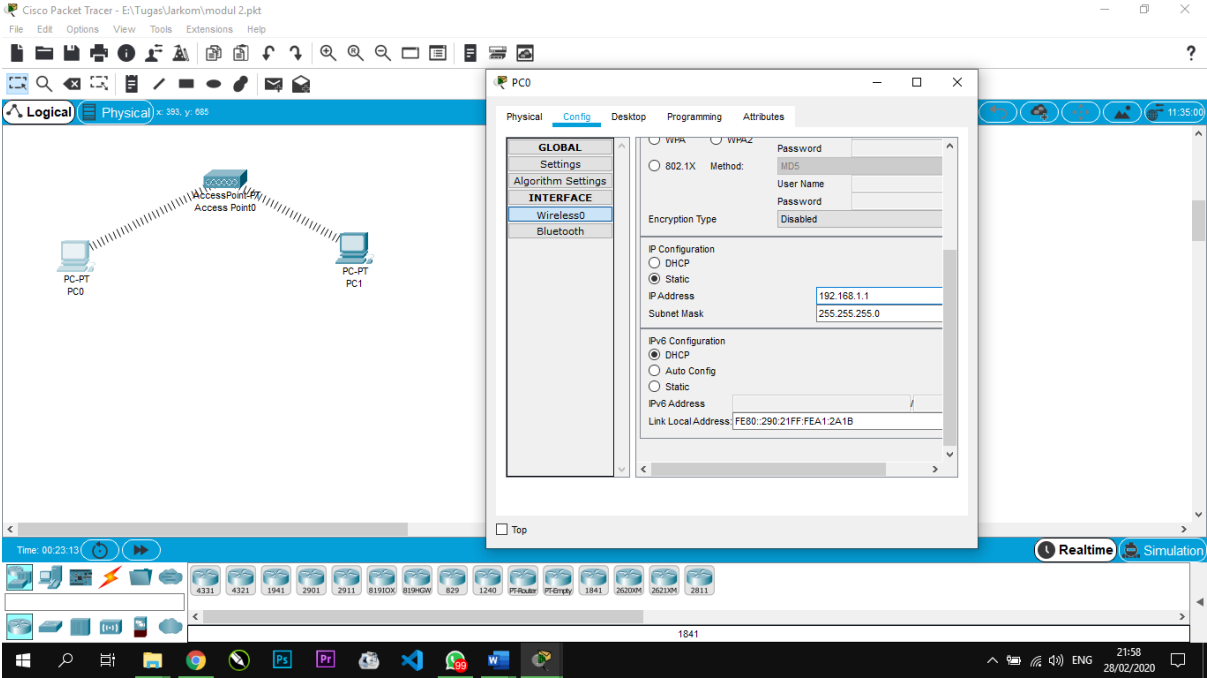 Cisco Packet Tracer - E:\Tugas\Jarkom\modul 2.pkt
File Edit Options View Tools Extensions Help
?
Logical Physical x: 393, y: 685
11:35:00
AccessPoint-PT
Access Point0
PC-PT
PC0
PC-PT
PC1
PC0
Physical Config Desktop Programming Attributes
GLOBAL
Settings
Algorithm Settings
INTERFACE
Wireless0
Bluetooth
WPA WPA2 Password
802.1X Method: MD5
User Name
Password
Encryption Type Disabled
IP Configuration
DHCP
Static
IP Address 192.168.1.1
Subnet Mask 255.255.255.0
IPv6 Configuration
DHCP
Auto Config
Static
IPv6 Address /
Link Local Address: FE80::290:21FF:FEA1:2A1B
Top
Time: 00:23:13
Realtime Simulation
4331 4321 1941 2901 2911 819IOX 819HGW 829 1240 PT-Router PT-Empty 1841 2620XM 2621XM 2811
1841
Ps Pr 99 W
ENG
21:58
28/02/2020